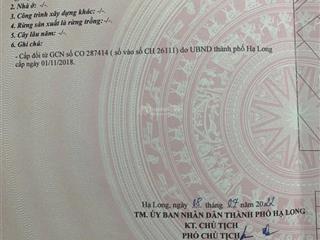 2. Nhà ở: -/-.
3. Công trình xây dựng khác: -/-.
4. Rừng sản xuất là rừng trồng: -/-.
5. Cây lâu năm: -/-.
6. Ghi chú:
- Cấp đổi từ GCN số CO 287414 ( số vào sổ CH 26111) do UBND thành phố Hạ Long
cấp ngày 01/11/2018.
Hạ Long, ngày 18 tháng 07 năm 2022
TM. ỦY BAN NHÂN DÂN THÀNH PHỐ HẠ LONG
KT. CHỦ TỊCH
PHÓ CHỦ TỊCH